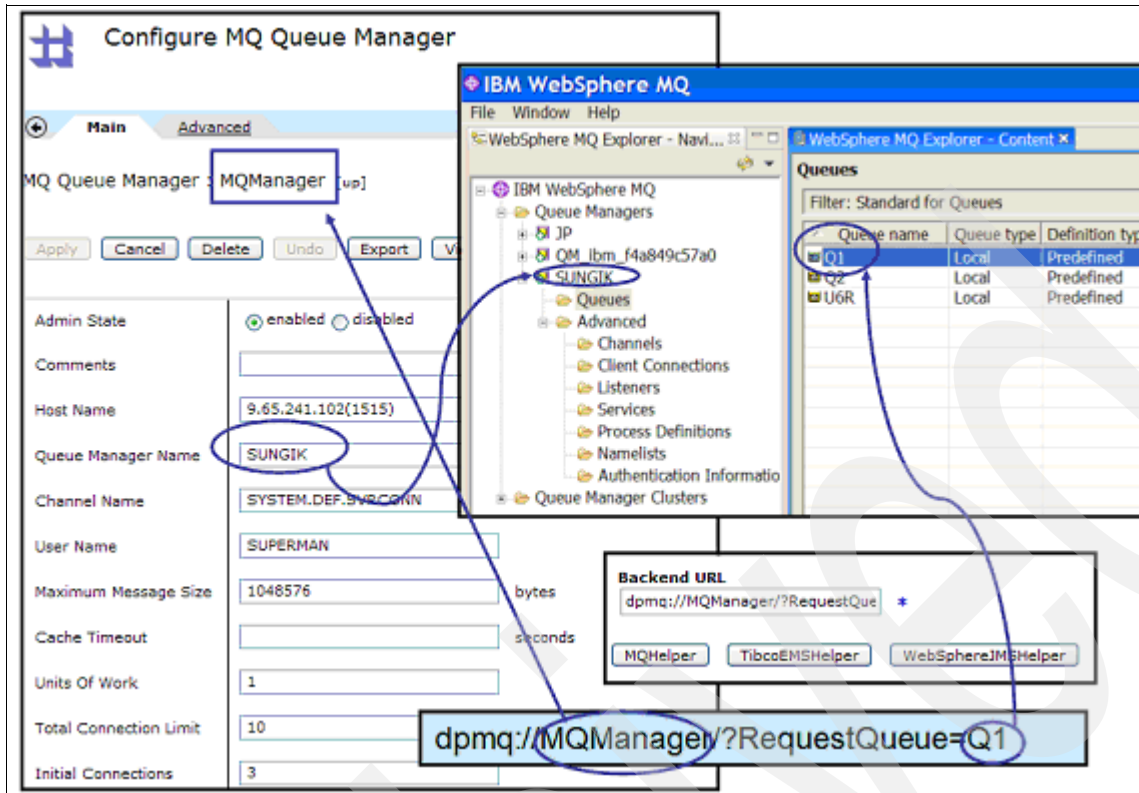 Configure MQ Queue Manager
Main Advanced
MQ Queue Manager : MQManager [up]
Apply Cancel Delete Undo Export
Admin State enabled disabled
Comments
Host Name 9.65.241.102(1515)
Queue Manager Name SUNGIK
Channel Name SYSTEM.DEF.SVRCONN
User Name SUPERMAN
Maximum Message Size 1048576 bytes
Cache Timeout seconds
Units Of Work 1
Total Connection Limit 10
Initial Connections 3
IBM WebSphere MQ
File Window Help
WebSphere MQ Explorer - Navi...
IBM WebSphere MQ
Queue Managers
JP
QM_ibm_f4a849c57a0
SUNGIK
Queues
Advanced
Channels
Client Connections
Listeners
Services
Process Definitions
Namelists
Authentication Informatio
Queue Manager Clusters
WebSphere MQ Explorer - Content
Queues
Filter: Standard for Queues
Queue name Queue type Definition typ
Q1 Local Predefined
Q2 Local Predefined
U6R Local Predefined
Backend URL
dpmq://MQManager/?RequestQue *
MQHelper TibcoEMSHelper WebSphereJMSHelper
dpmq://MQManager/?RequestQueue=Q1